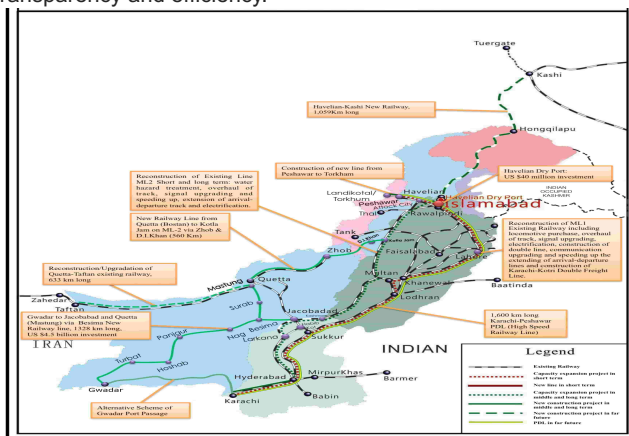 ransparency and efficiency.
Tuergate
Kashi
Havelian-Kashi New Railway,
1,059Km long
Hongqilapu
Reconstruction of Existing Line
ML2 Short and long term: water
hazard treatment, overhaul of
track, signal upgrading and
speeding up, extension of arrival-
departure track and electrification.
Construction of new line from
Peshawar to Torkham
Havelian Dry Port:
US $40 million investment
Landikotal/
Torkhum
Havelian
Havelian Dry Port
Peshawar
Attock City
Islamabad
INDIAN
OCCUPIED
KASHMER
Thal
Rawalpindi
New Railway Line from
Quetta (Bostan) to Kotla
Jam on ML-2 via Zhob &
D.I.Khan (560 Km)
Tank
D.I.Khan
Kotla Jam
Reconstruction of ML1
Existing Railway including
locomotive purchase, overhaul
of track, signal upgrading,
electrification, construction of
double line, communication
upgrading and speeding up the
extending of arrival-departure
lines and construction of
Karachi-Kotri Double Freight
Line.
Zhob
Faisalabad
Lahore
Reconstruction/Upgradation of
Quetta-Taftan existing railway,
633 km long
Mastung
Quetta
Multan
Khanewal
Baatinda
Zahedar
Taftan
Lodhran
Gwadar to Jacobabad and Quetta
(Mastung) via Besima New
Railway line, 1328 km long,
US $4.5 billion investment
Surab
Jacobabad
1,600 km long
Karachi-Peshawar
PDL (High Speed
Railway Line)
Nag
Besima
Larkana
Sukkur
IRAN
Panjgur
Turbat
Hoshab
INDIAN
Gwadar
Hyderabad
MirpurKhas
Barmer
Karachi
Babin
Alternative Scheme of
Gwadar Port Passage
Legend
Existing Railway
Capacity expansion project in
short term
New line in short term
Capacity expansion project in
middle and long term
New construction project in
middle and long term
New construction project in far
future
PDL in far future